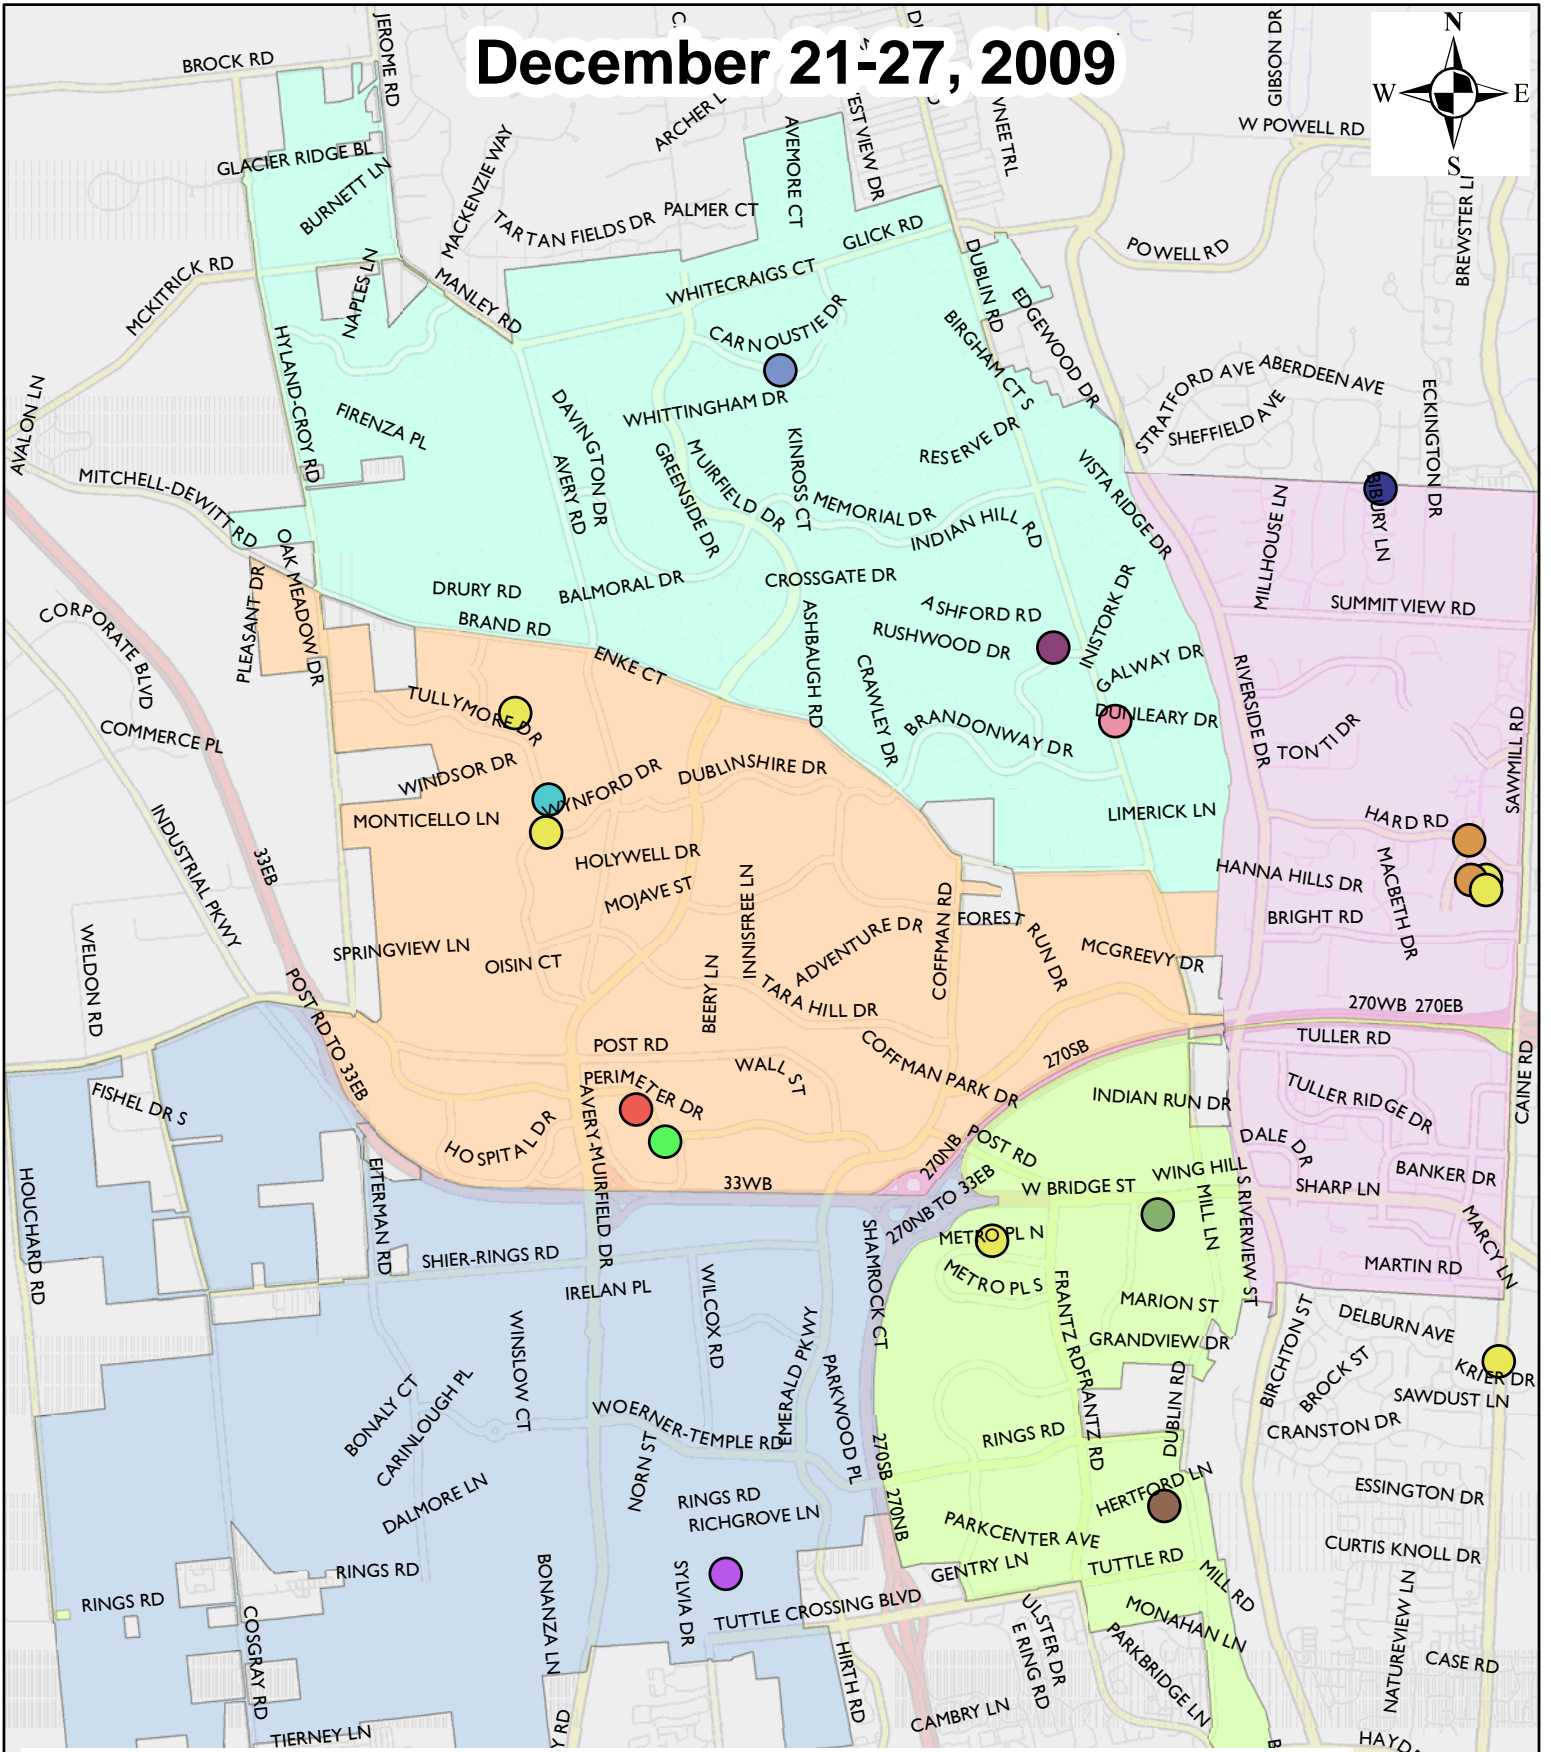 December 21-27, 2009
N
W
E
S
BROCK RD
JEROME RD
GIBSON DR
W POWELL RD
ARCHER L
AVEMORE CT
GLACIER RIDGE BL
BURNETT LN
MACKENZIE WAY
TARTAN FIELDS DR
PALMER CT
GLICK RD
POWELL RD
MCKITRICK RD
NAPLES LN
MANLEY RD
WHITECRAIGS CT
DUBLIN RD
EDGEWOOD DR
CARNOUSTIE DR
BIRGHAM CT S
HYLAND-CROY RD
AVALON LN
FIRENZA PL
DAVINGTON DR
WHITTINGHAM DR
RESERVE DR
STRATFORD AVE
ABERDEEN AVE
SHEFFIELD AVE
ECKINGTON DR
MITCHELL-DEWITT RD
AVERY RD
GREENSIDE DR
MUIRFIELD DR
KINROSS CT
MEMORIAL DR
INDIAN HILL RD
VISTA RIDGE DR
MILLHOUSE LN
BIBURY LN
OAK MEADOW DR
PLEASANT DR
DRURY RD
BALMORAL DR
CROSSGATE DR
BRAND RD
ASHFORD RD
RUSHWOOD DR
INISTORK DR
SUMMITVIEW RD
CORPORATE BLVD
ENKE CT
ASHBAUGH RD
CRAWLEY DR
GALWAY DR
DUNLEARY DR
BRANDONWAY DR
RIVERSIDE DR
TONTI DR
SAWMILL RD
COMMERCE PL
TULLYMORE DR
WINDSOR DR
WYNFORD DR
DUBLINSHIRE DR
MONTICELLO LN
LIMERICK LN
HARD RD
INDUSTRIAL PKWY
33EB
HOLYWELL DR
MOJAVE ST
INNISFREE LN
HANNA HILLS DR
MACBETH DR
BRIGHT RD
WELDON RD
SPRINGVIEW LN
OISIN CT
BEERY LN
ADVENTURE DR
COFFMAN RD
FOREST RUN DR
MCGREEVY DR
TARA HILL DR
270WB 270EB
POST RD TO 33EB
POST RD
WALL ST
COFFMAN PARK DR
270SB
TULLER RD
CAINE RD
FISHEL DR S
PERIMETER DR
AVERY-MUIRFIELD DR
HOSPITAL DR
INDIAN RUN DR
TULLER RIDGE DR
DALE DR
POST RD
270NB
WING HILL
BANKER DR
HOUCHARD RD
EITERMAN RD
33WB
270NB TO 33EB
W BRIDGE ST
MILL LN
S RIVERVIEW ST
SHARP LN
MARCY LN
SHIER-RINGS RD
SHAMROCK CT
METRO PL N
METRO PL S
MARTIN RD
IRELAN PL
WILCOX RD
FRANTZ RD
MARION ST
GRANDVIEW DR
DELBURN AVE
WINSLOW CT
EMERALD PKWY
PARKWOOD PL
BIRCHTON ST
BROCK ST
KRIER DR
SAWDUST LN
BONALY CT
CARINLOUGH PL
WOERNER-TEMPLE RD
NORN ST
RINGS RD
FRANTZ RD
DUBLIN RD
CRANSTON DR
DALMORE LN
RINGS RD
RICHGROVE LN
270SB 270NB
HERTFORD LN
ESSINGTON DR
PARKCENTER AVE
GENTRY LN
TUTTLE RD
CURTIS KNOLL DR
RINGS RD
RINGS RD
COSGRAY RD
BONANZA LN
SYLVIA DR
TUTTLE CROSSING BLVD
HIRTH RD
ULSTER DR
E RING RD
MILL RD
MONAHAN LN
PARKBRIDGE LN
NATUREVIEW LN
CASE RD
CAMBRY LN
TIERNEY LN